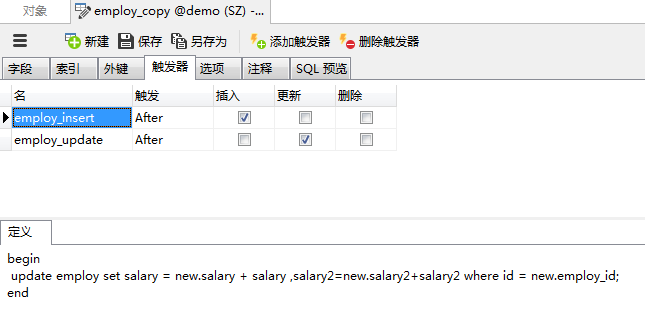 对象 employ_copy @demo (SZ) -...
新建 保存 另存为 添加触发器 删除触发器
字段 索引 外键 触发器 选项 注释 SQL 预览
名 触发 插入 更新 删除
employ_insert After
employ_update After
定义
begin
update employ set salary = new.salary + salary ,salary2=new.salary2+salary2 where id = new.employ_id;
end